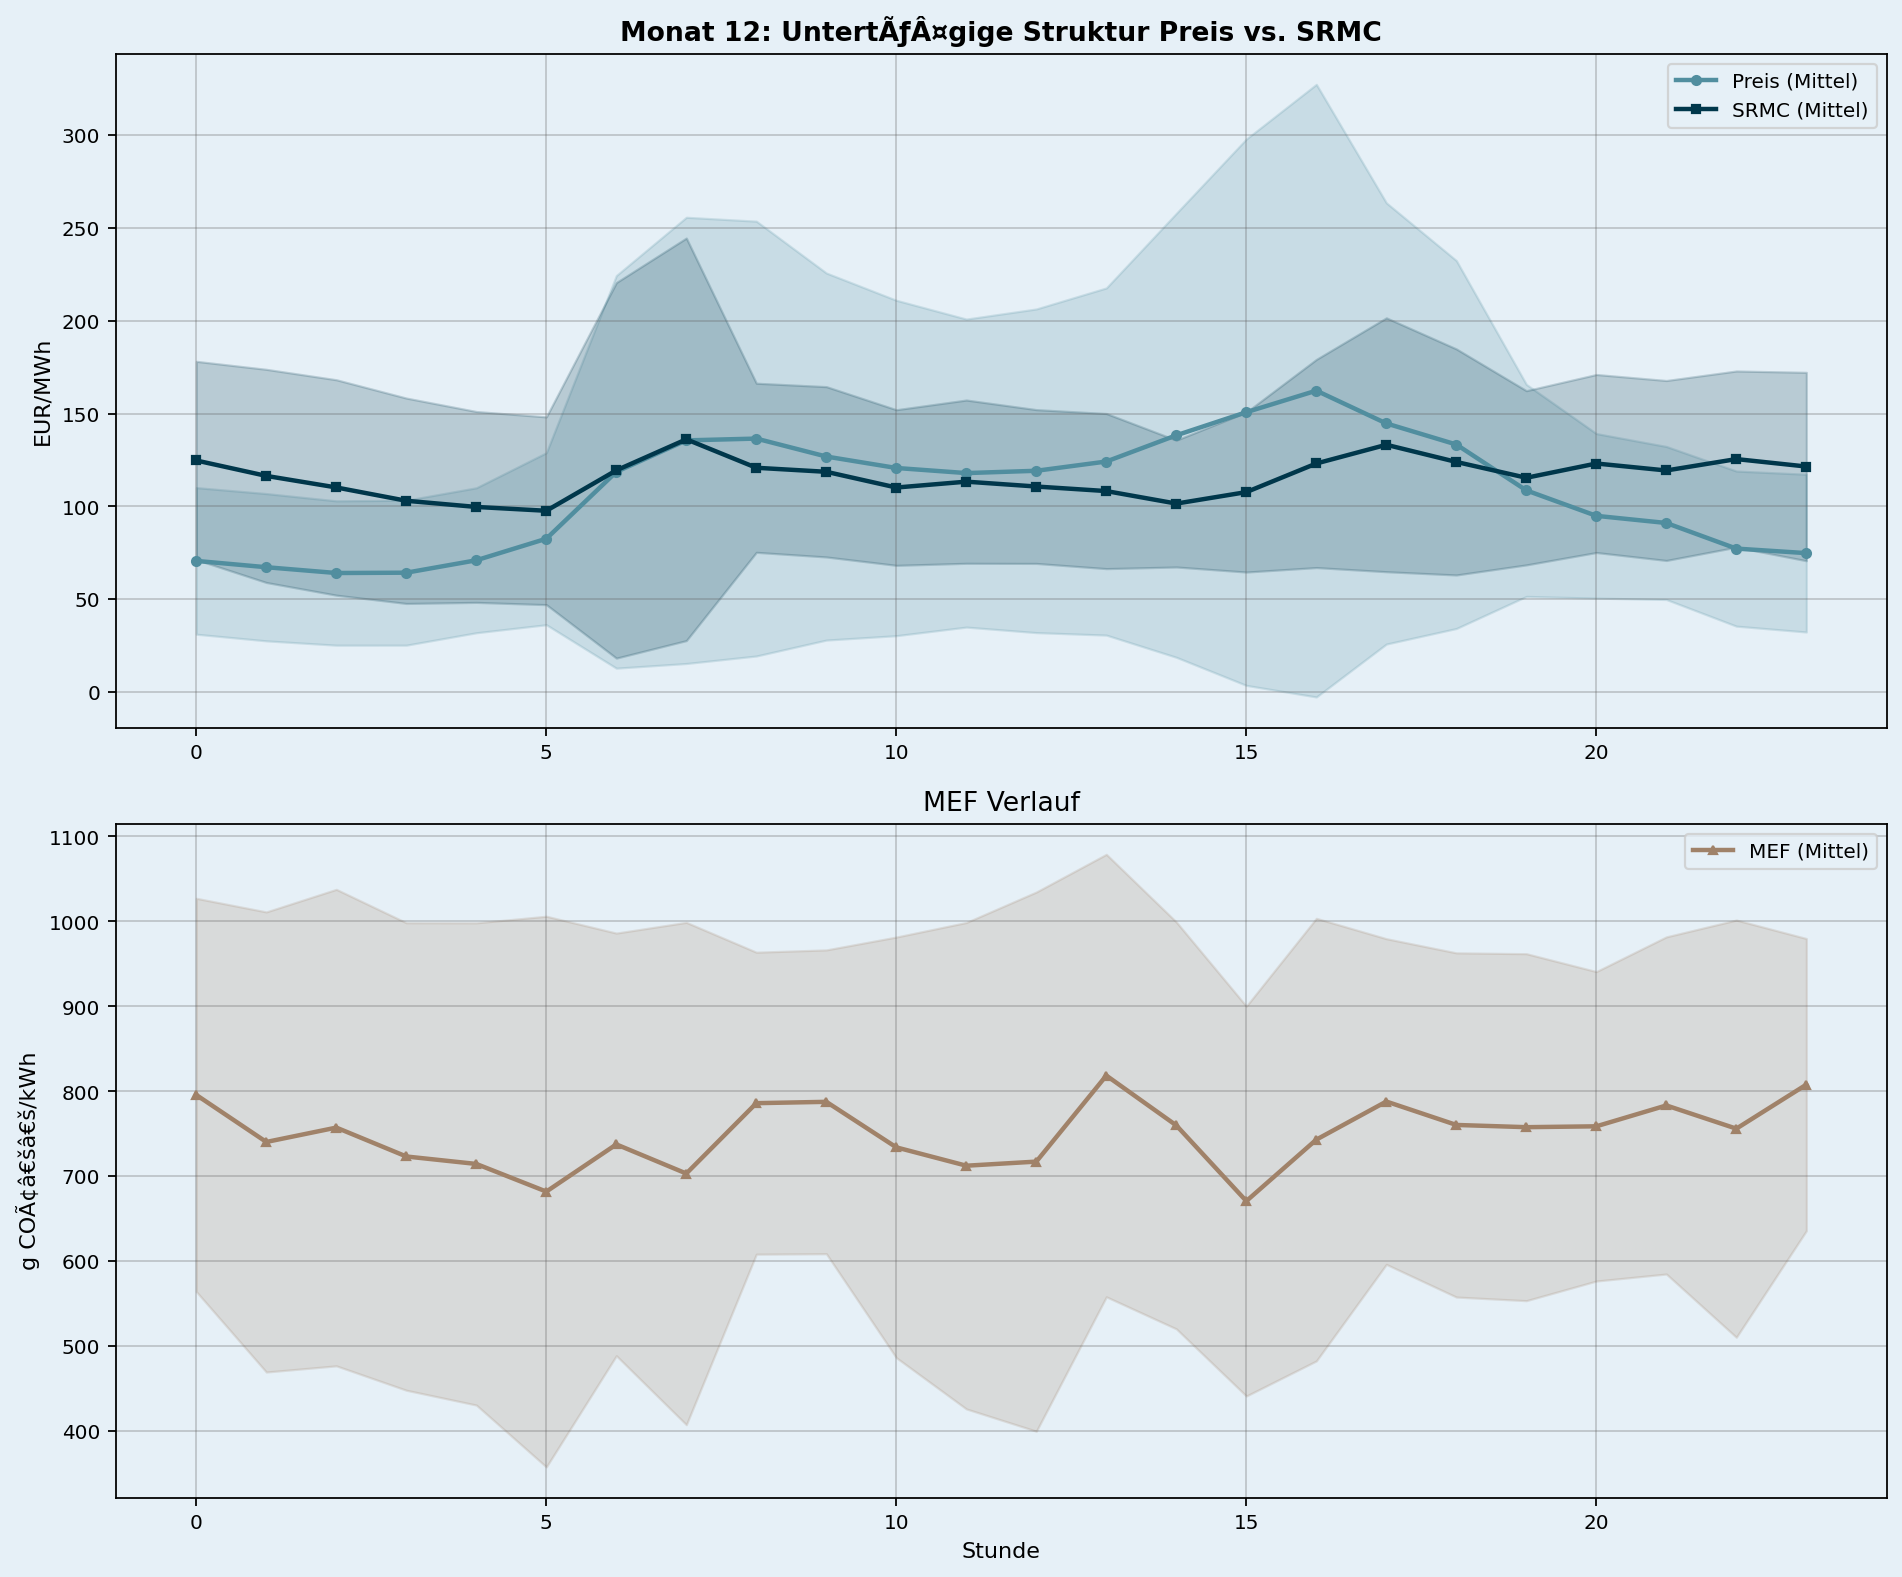 Monat 12: UntertÃƒÂ¤gige Struktur Preis vs. SRMC
Preis (Mittel)
SRMC (Mittel)
EUR/MWh
300
250
200
150
100
50
0
0 5 10 15 20
MEF Verlauf
MEF (Mittel)
g COÃ¢â€šâ€š/kWh
1100
1000
900
800
700
600
500
400
0 5 10 15 20
Stunde